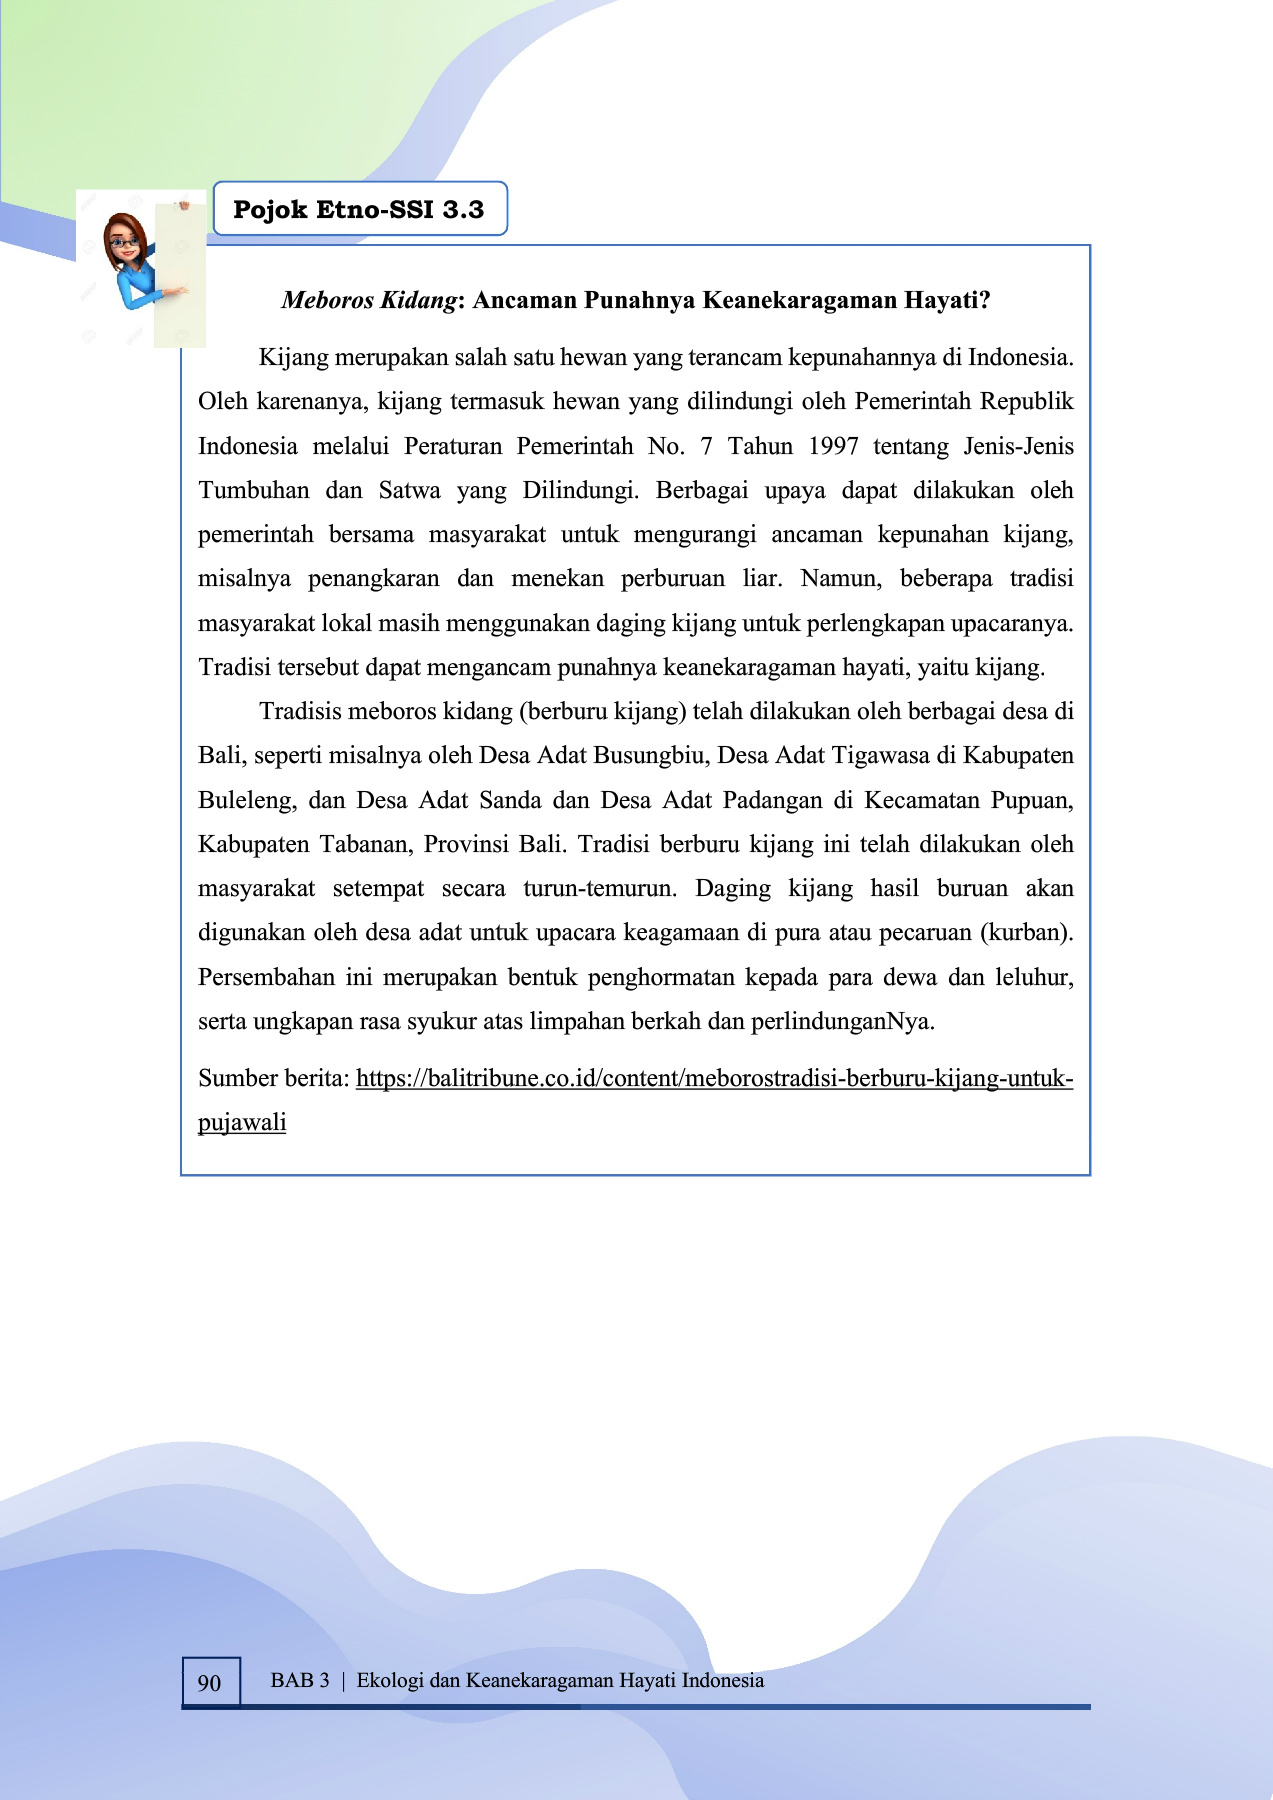 Pojok Etno-SSI 3.3
Meboros Kidang: Ancaman Punahnya Keanekaragaman Hayati?
Kijang merupakan salah satu hewan yang terancam kepunahannya di Indonesia.
Oleh karenanya, kijang termasuk hewan yang dilindungi oleh Pemerintah Republik
Indonesia melalui Peraturan Pemerintah No. 7 Tahun 1997 tentang Jenis-Jenis
Tumbuhan dan Satwa yang Dilindungi. Berbagai upaya dapat dilakukan oleh
pemerintah bersama masyarakat untuk mengurangi ancaman kepunahan kijang,
misalnya penangkaran dan menekan perburuan liar. Namun, beberapa tradisi
masyarakat lokal masih menggunakan daging kijang untuk perlengkapan upacaranya.
Tradisi tersebut dapat mengancam punahnya keanekaragaman hayati, yaitu kijang.
Tradisis meboros kidang (berburu kijang) telah dilakukan oleh berbagai desa di
Bali, seperti misalnya oleh Desa Adat Busungbiu, Desa Adat Tigawasa di Kabupaten
Buleleng, dan Desa Adat Sanda dan Desa Adat Padangan di Kecamatan Pupuan,
Kabupaten Tabanan, Provinsi Bali. Tradisi berburu kijang ini telah dilakukan oleh
masyarakat setempat secara turun-temurun. Daging kijang hasil buruan akan
digunakan oleh desa adat untuk upacara keagamaan di pura atau pecaruan (kurban).
Persembahan ini merupakan bentuk penghormatan kepada para dewa dan leluhur,
serta ungkapan rasa syukur atas limpahan berkah dan perlindunganNya.
Sumber berita: https://balitribune.co.id/content/meborostradisi-berburu-kijang-untuk-
pujawali
90
BAB 3 | Ekologi dan Keanekaragaman Hayati Indonesia